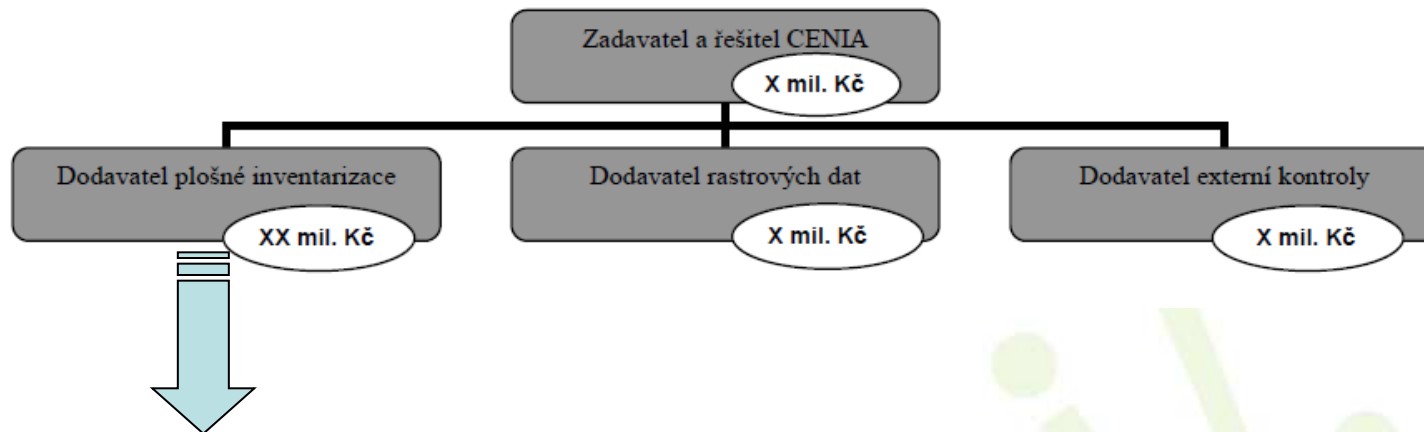 Zadavatel a řešitel CENIA
X mil. Kč
Dodavatel plošné inventarizace
XX mil. Kč
Dodavatel rastrových dat
X mil. Kč
Dodavatel externí kontroly
X mil. Kč